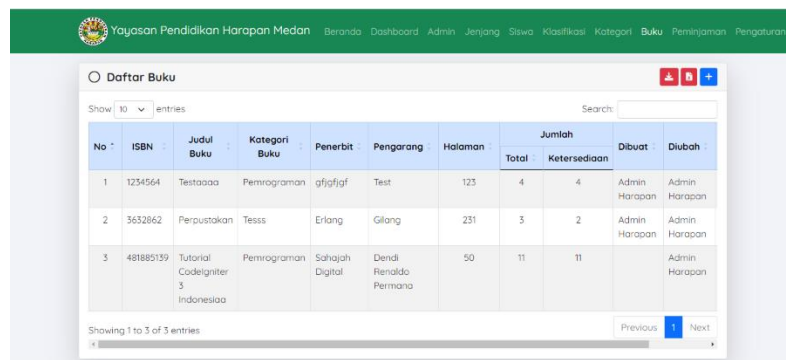 Yayasan Pendidikan Harapan Medan Beranda Dashboard Admin Jenjang Siswa Klasifikasi Kategori Buku Peminjaman Pengaturan
Daftar Buku
Show 10 entries Search:
No ISBN Judul Buku Kategori Buku Penerbit Pengarang Halaman Jumlah Dibuat Diubah
Total Ketersediaan
1 1234564 Testaaaa Pemrograman gfjgfjgf Test 123 4 4 Admin Harapan Admin Harapan
2 3632862 Perpustakan Tesss Erlang Gilang 231 3 2 Admin Harapan Admin Harapan
3 481885139 Tutorial CodeIgniter 3 Indonesiaa Pemrograman Sahajah Digital Dendi Renaldo Permana 50 11 11 Admin Harapan
Showing 1 to 3 of 3 entries Previous 1 Next